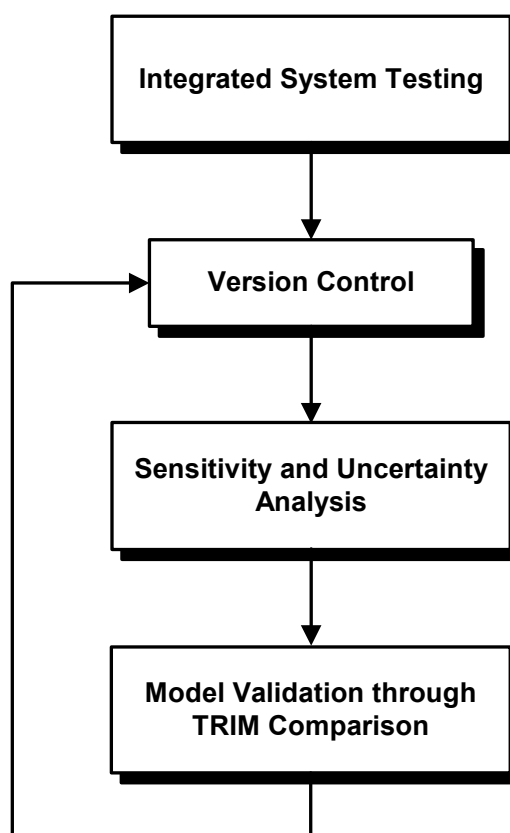 Integrated System Testing
Version Control
Sensitivity and Uncertainty
Analysis
Model Validation through
TRIM Comparison